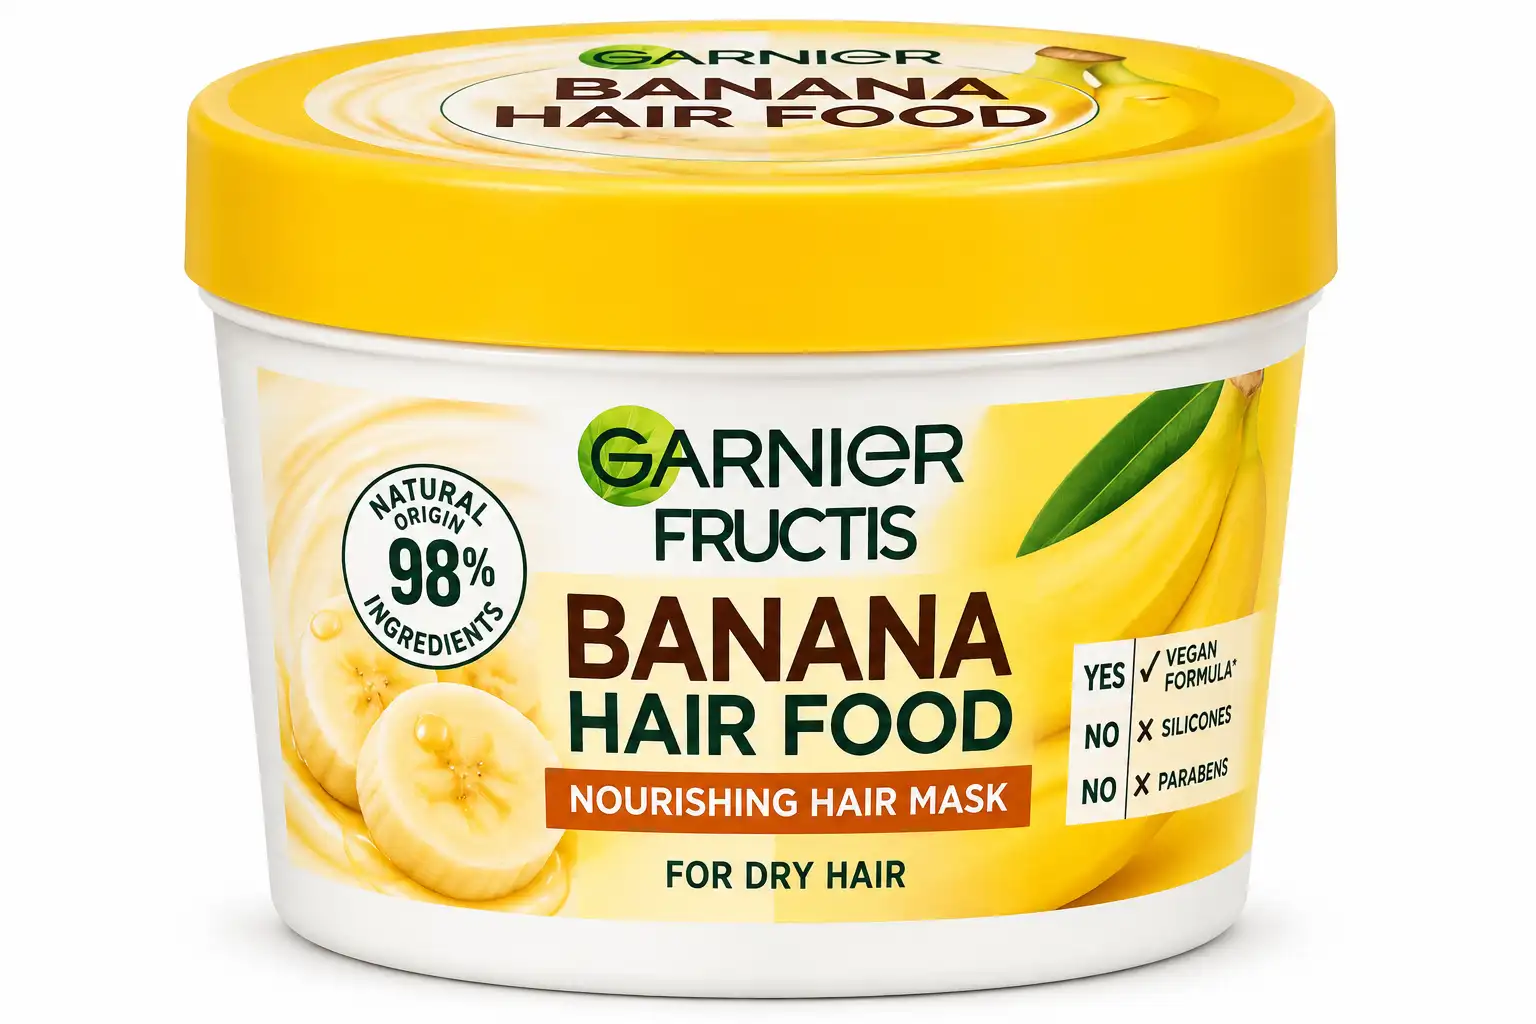 GARNIER
BANANA
HAIR FOOD
GARNIER
FRUCTIS
NATURAL
ORIGIN
98%
INGREDIENTS
BANANA
HAIR FOOD
NOURISHING HAIR MASK
FOR DRY HAIR
YES ✓ VEGAN
FORMULA*
NO X SILICONES
NO X PARABENS